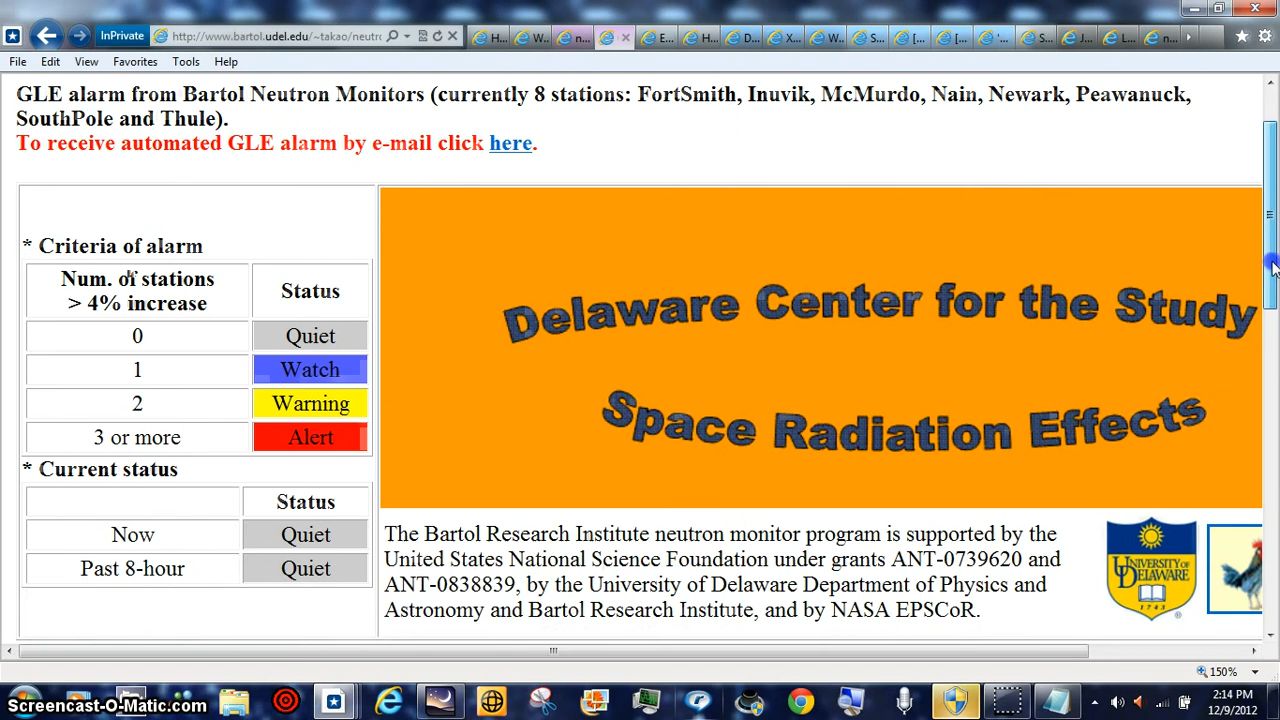 InPrivate
http://www.bartol.udel.edu/~takao/neutr
File Edit View Favorites Tools Help
GLE alarm from Bartol Neutron Monitors (currently 8 stations: FortSmith, Inuvik, McMurdo, Nain, Newark, Peawanuck,
SouthPole and Thule).
To receive automated GLE alarm by e-mail click here.
* Criteria of alarm
Num. of stations
> 4% increase
Status
0 Quiet
1 Watch
2 Warning
3 or more Alert
* Current status
Status
Now Quiet
Past 8-hour Quiet
Delaware Center for the Study
Space Radiation Effects
The Bartol Research Institute neutron monitor program is supported by the
United States National Science Foundation under grants ANT-0739620 and
ANT-0838839, by the University of Delaware Department of Physics and
Astronomy and Bartol Research Institute, and by NASA EPSCoR.
UNIVERSITY OF
DELAWARE
1743
150%
Screencast-O-Matic.com
2:14 PM
12/9/2012